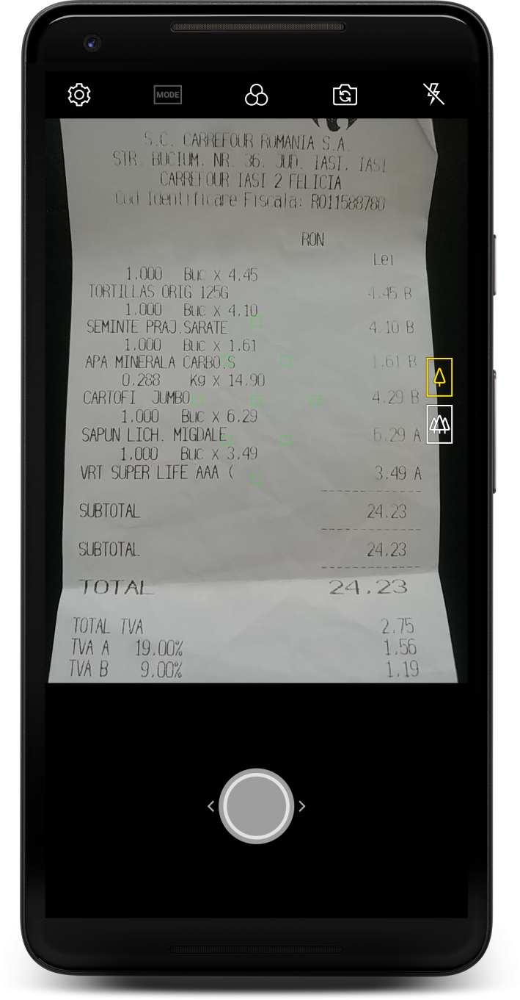 MODE
S.C. CARREFOUR ROMANIA S.A.
STR. BUCIUM. NR. 36. JUD. IASI. IASI
CARREFOUR IASI 2 FELICIA
Cod Identificare Fiscala: RO11588780
RON
Lei
1.000 Buc X 4.45
TORTILLAS ORIG 125G 4.45 B
1.000 Buc X 4.10
SEMINTE PRAJ.SARATE 4.10 B
1.000 Buc X 1.61
APA MINERALA CARBO.S 1.61 B
0.288 Kg X 14.90
CARTOFI JUMBO 4.29 B
1.000 Buc X 6.29
SAPUN LICH. MIGDALE 6.29 A
1.000 Buc X 3.49
VRT SUPER LIFE AAA ( 3.49 A
SUBTOTAL 24.23
SUBTOTAL 24.23
TOTAL 24.23
TOTAL TVA 2.75
TVA A 19.00% 1.56
TVA B 9.00% 1.19